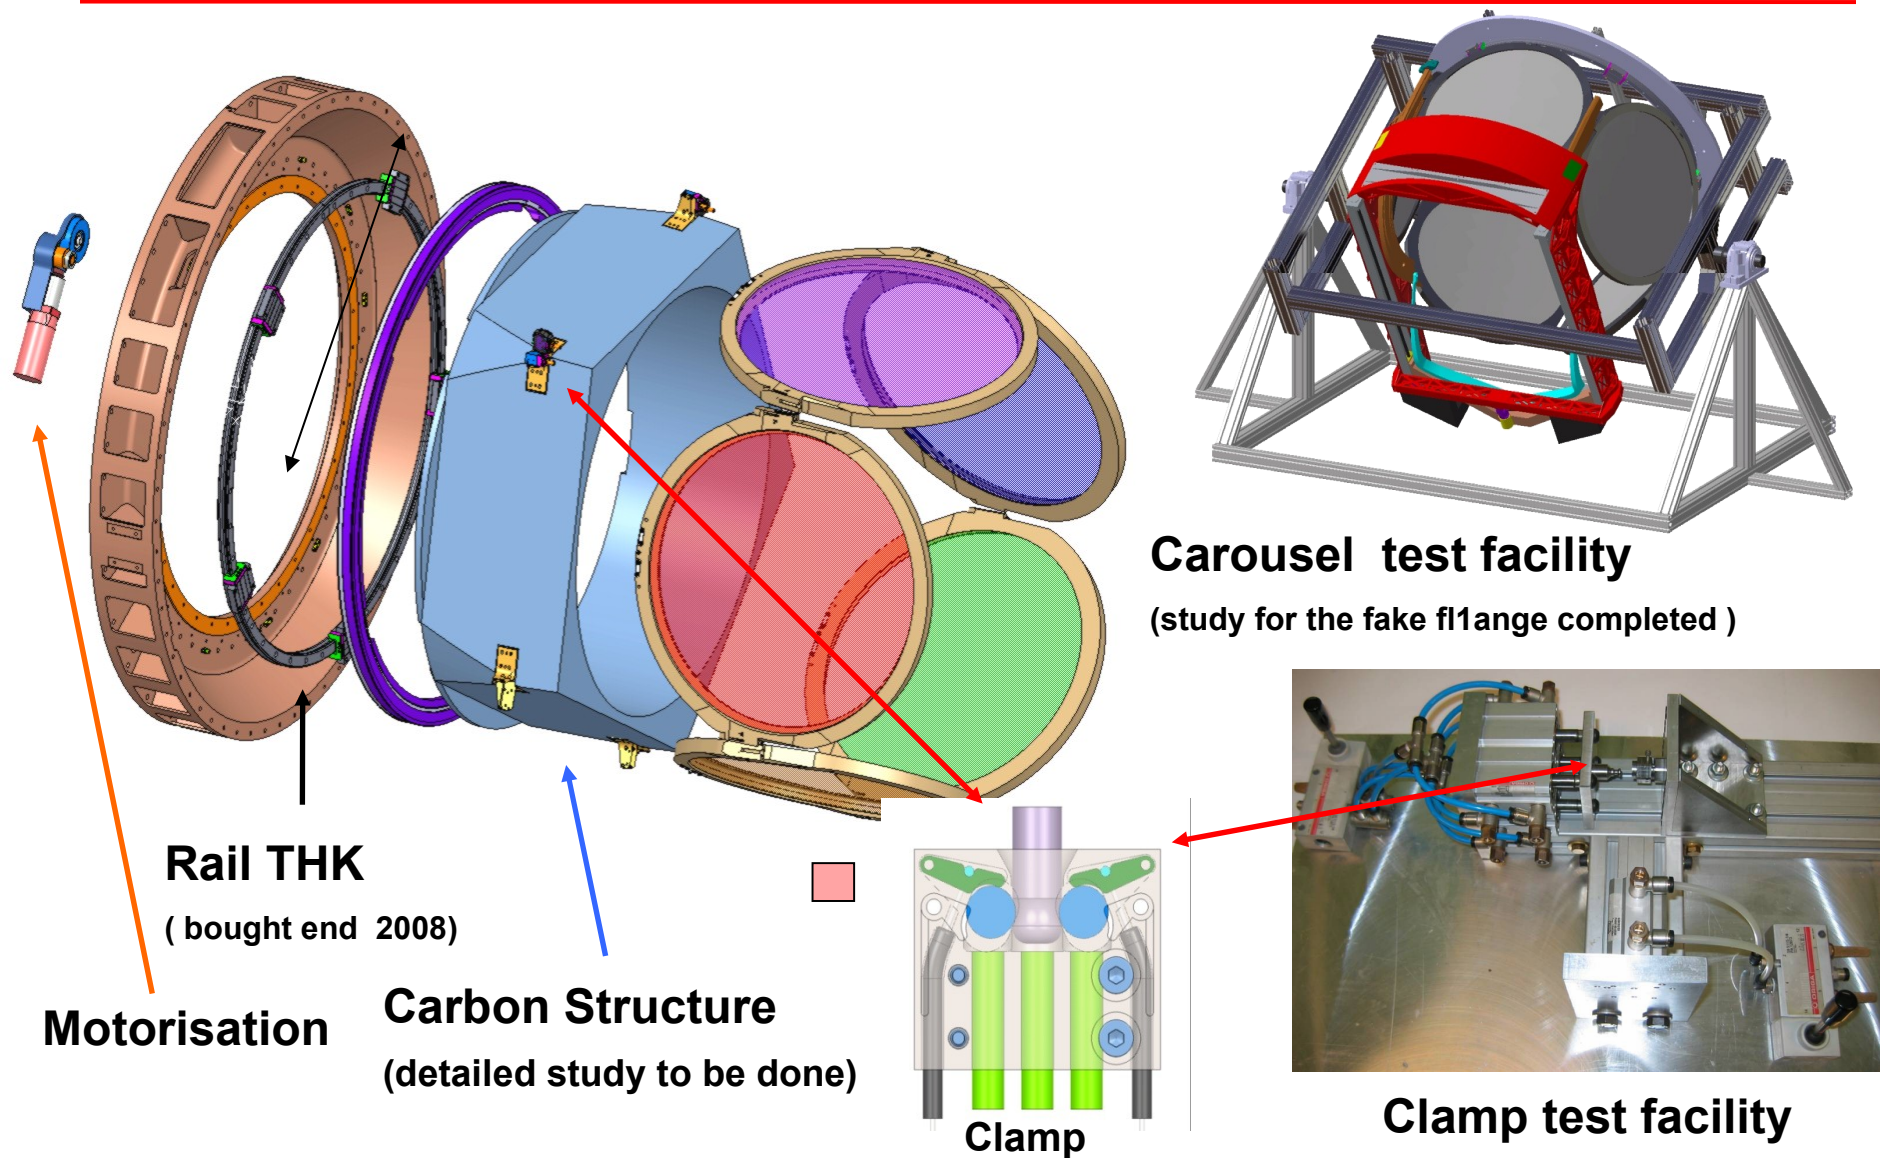 Carousel test facility
(study for the fake fl1ange completed )
Rail THK
( bought end 2008)
Motorisation
Carbon Structure
(detailed study to be done)
Clamp
Clamp test facility